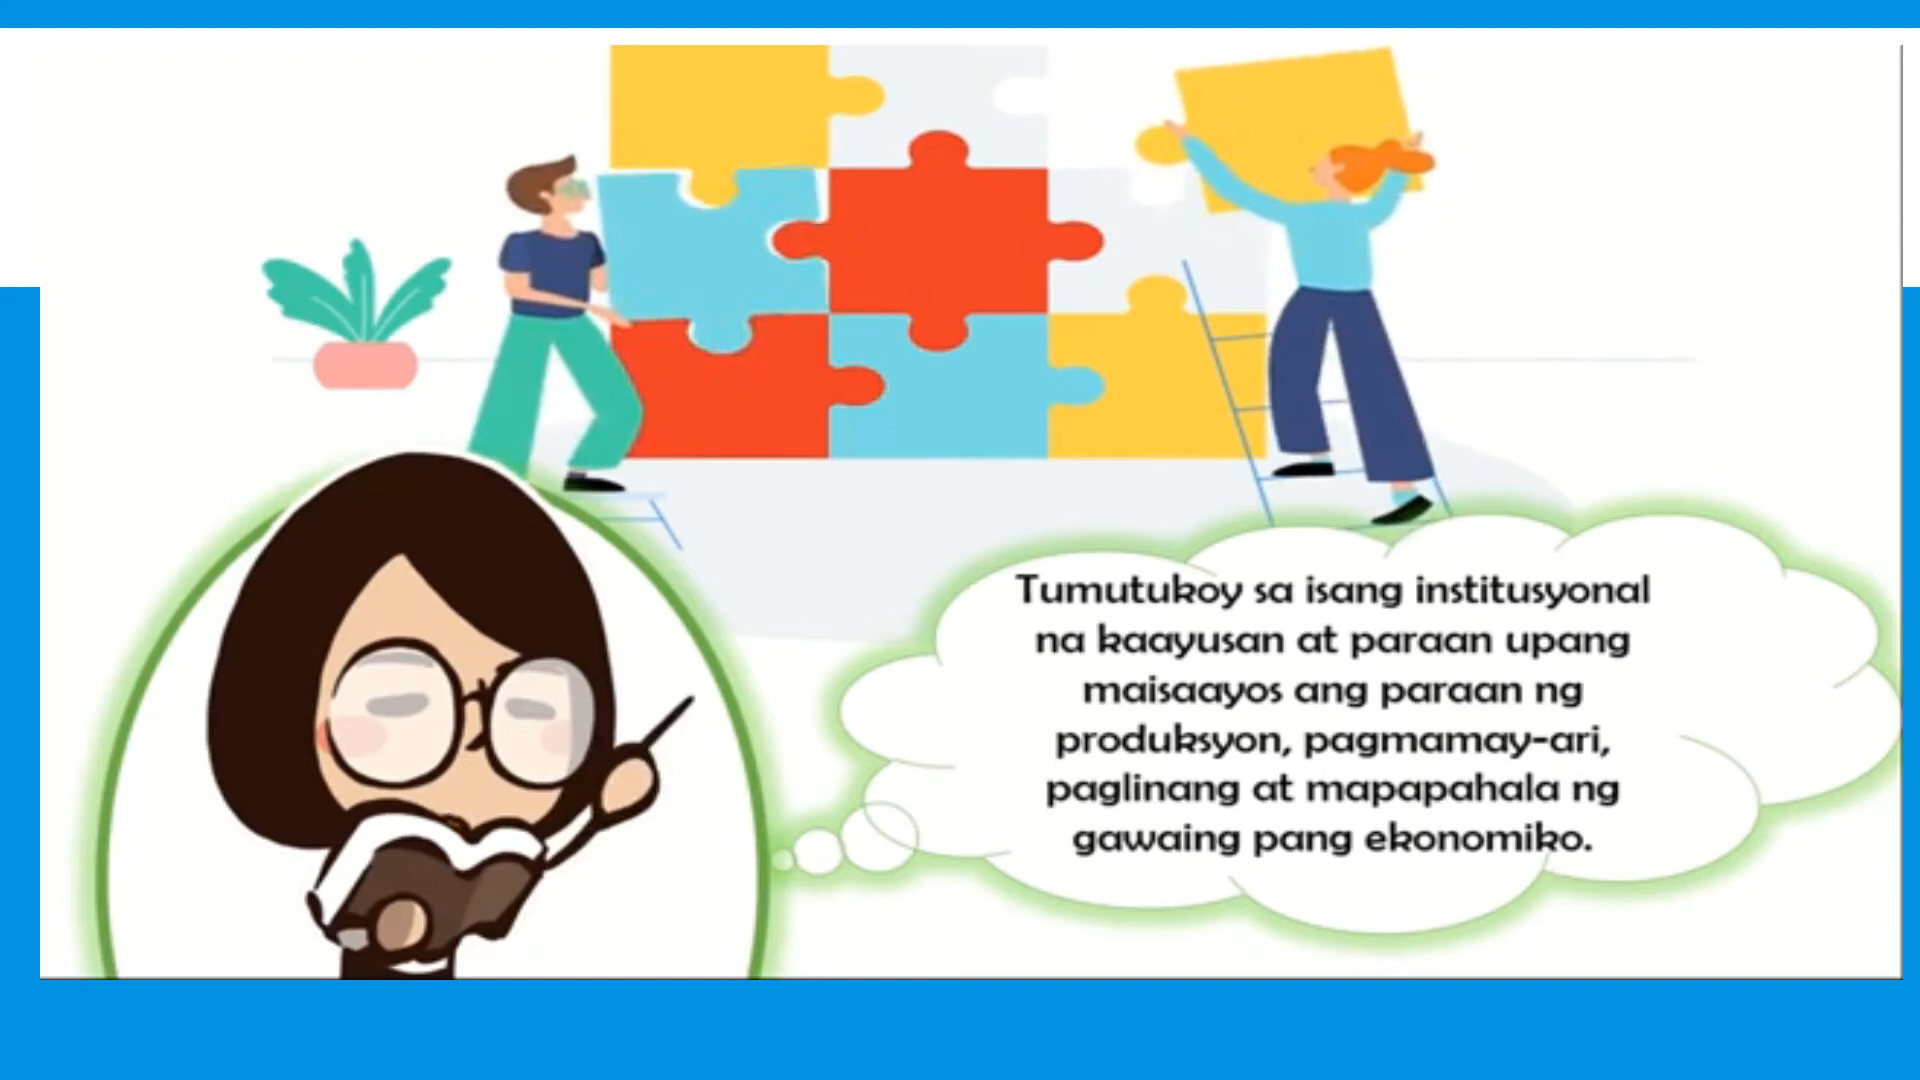 Tumutukoy sa isang institusyonal
na kaayusan at paraan upang
maisaayos ang paraan ng
produksyon, pagmamay-ari,
paglinang at mapapahala ng
gawaing pang ekonomiko.